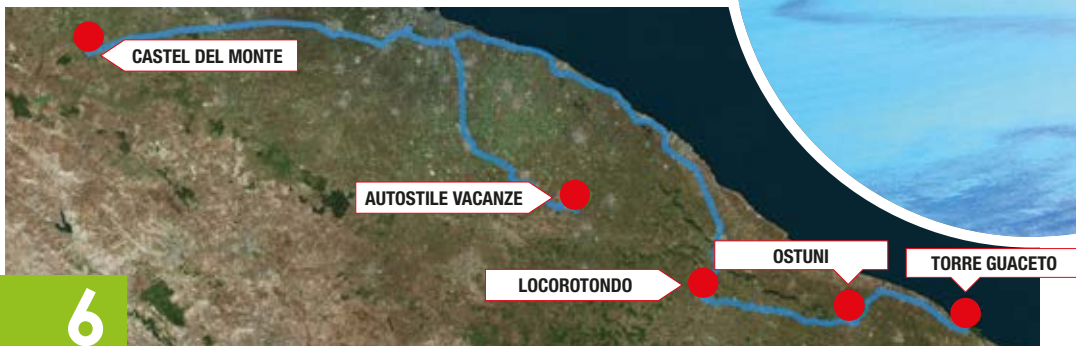 CASTEL DEL MONTE
AUTOSTILE VACANZE
OSTUNI
TORRE GUACETO
LOCOROTONDO
6